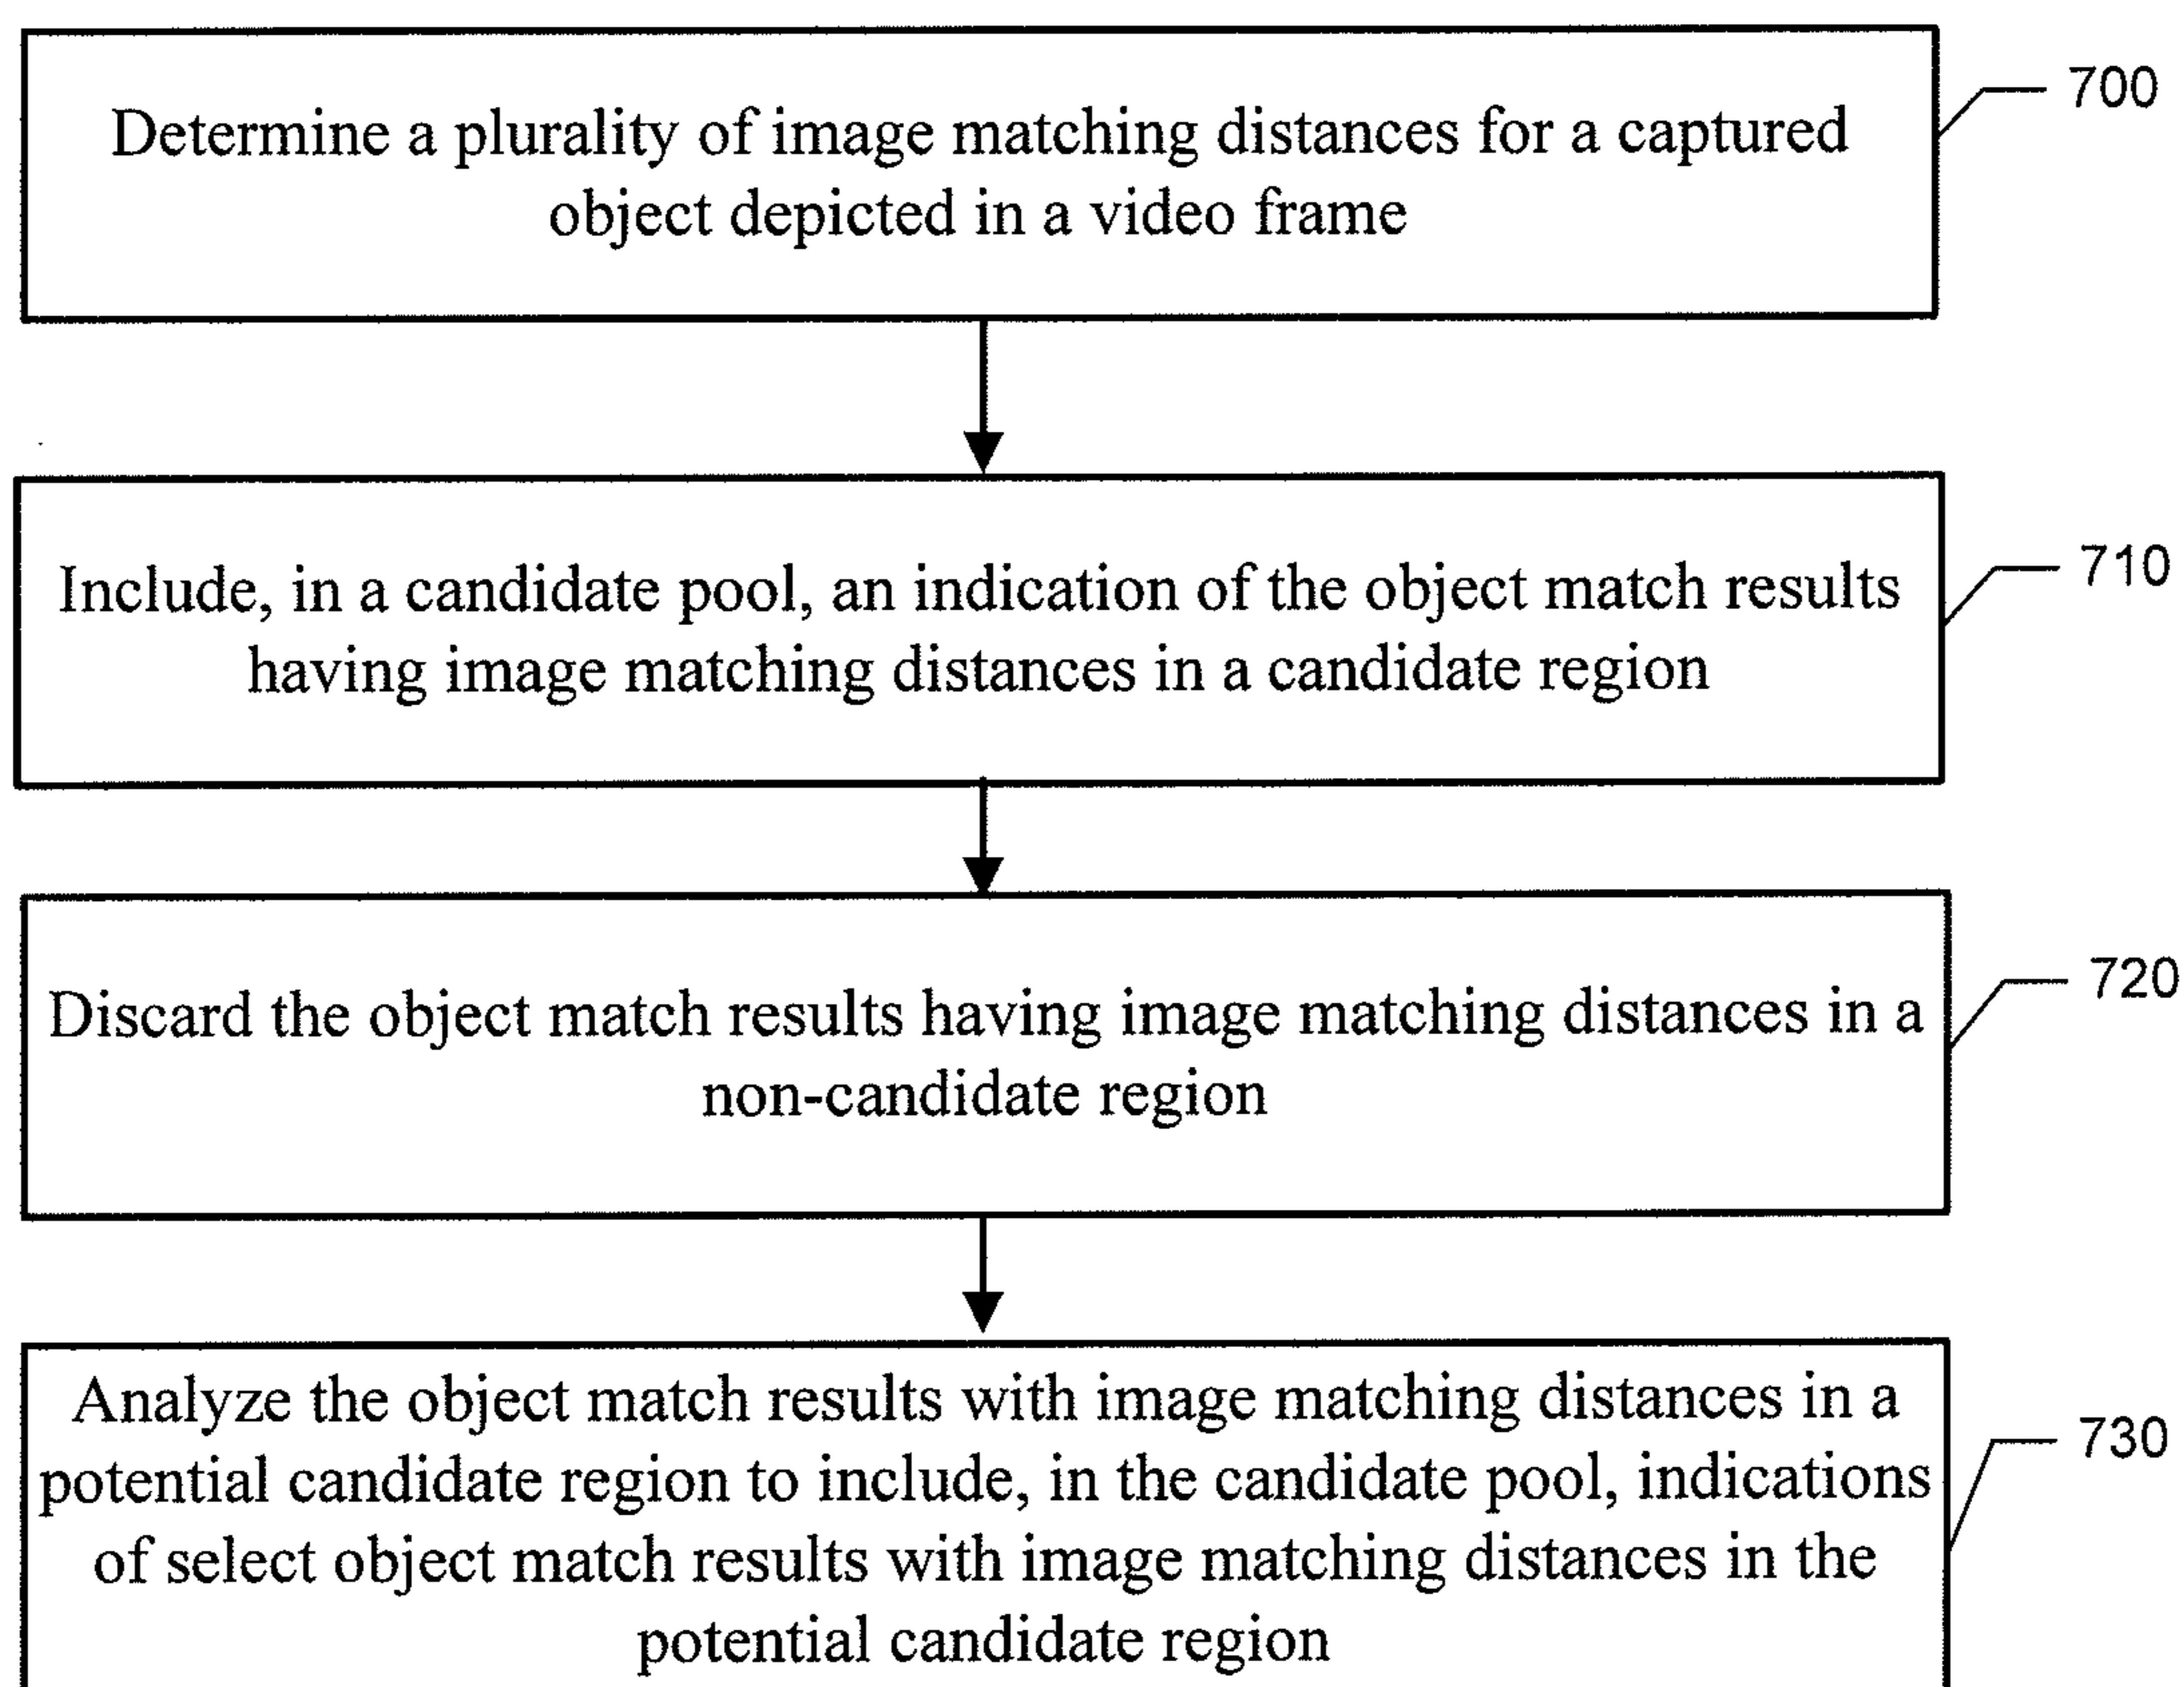 Determine a plurality of image matching distances for a captured
object depicted in a video frame
700
Include, in a candidate pool, an indication of the object match results
having image matching distances in a candidate region
710
Discard the object match results having image matching distances in a
non-candidate region
720
Analyze the object match results with image matching distances in a
potential candidate region to include, in the candidate pool, indications
of select object match results with image matching distances in the
potential candidate region
730